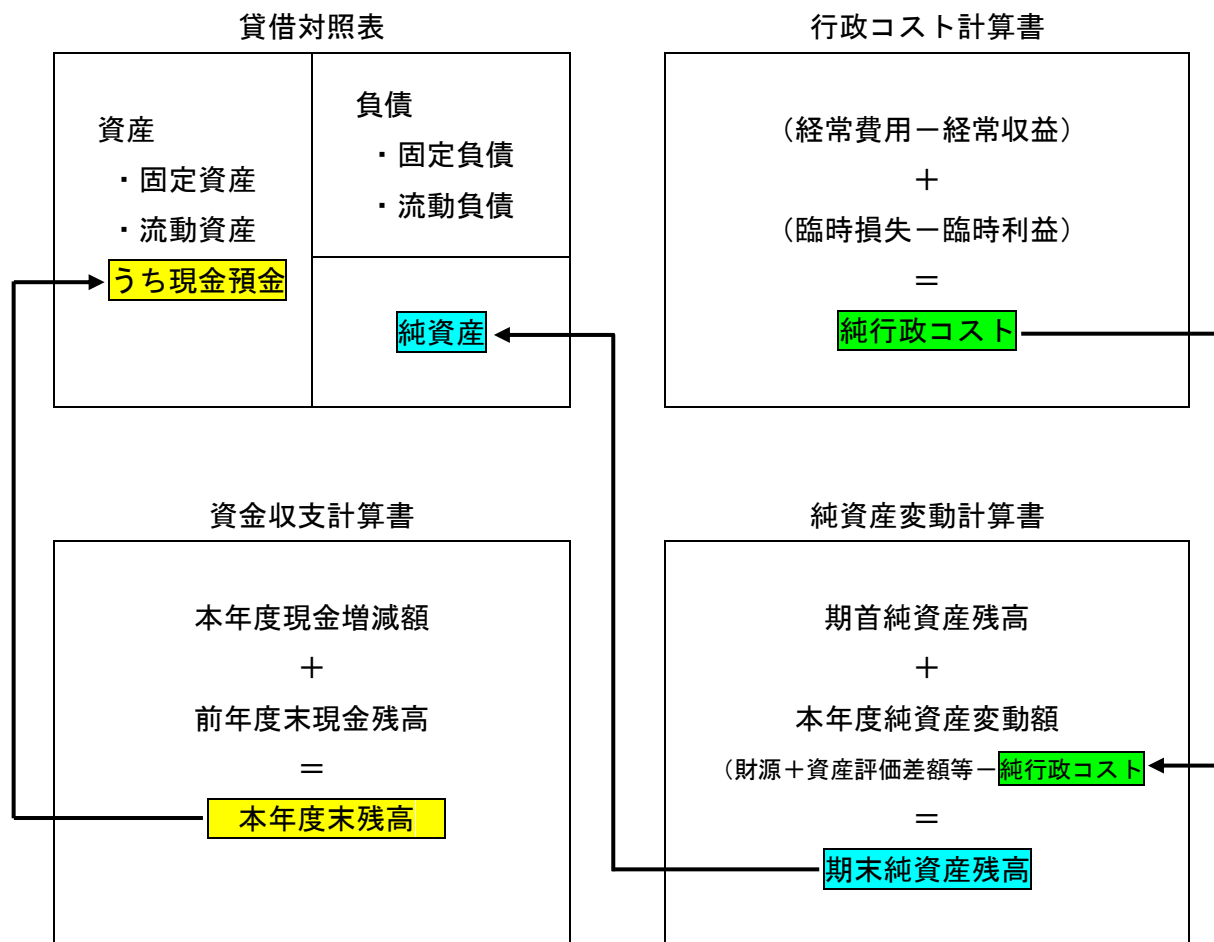 貸借対照表
資産
・固定資産
・流動資産
うち現金預金
負債
・固定負債
・流動負債
純資産
行政コスト計算書
（経常費用－経常収益）
＋
（臨時損失－臨時利益）
＝
純行政コスト
資金収支計算書
本年度現金増減額
＋
前年度末現金残高
＝
本年度末残高
純資産変動計算書
期首純資産残高
＋
本年度純資産変動額
（財源＋資産評価差額等－純行政コスト
＝
期末純資産残高